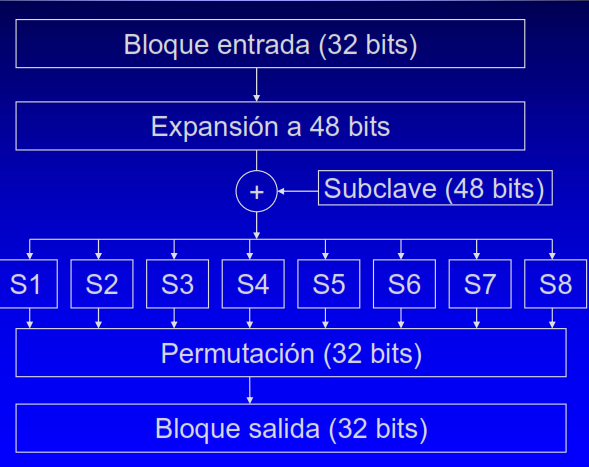 Bloque entrada (32 bits)
Expansión a 48 bits
+
Subclave (48 bits)
S1 S2 S3 S4 S5 S6 S7 S8
Permutación (32 bits)
Bloque salida (32 bits)